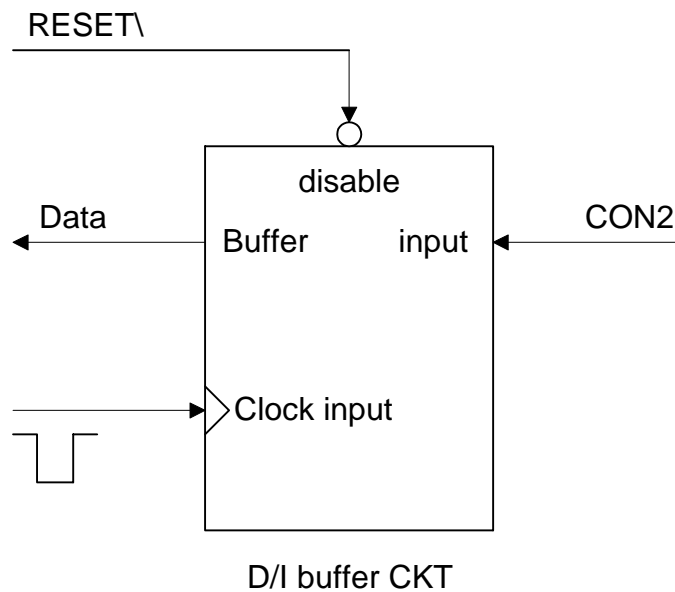 RESET\
disable
Data
Buffer
input
CON2
Clock input
D/I buffer CKT